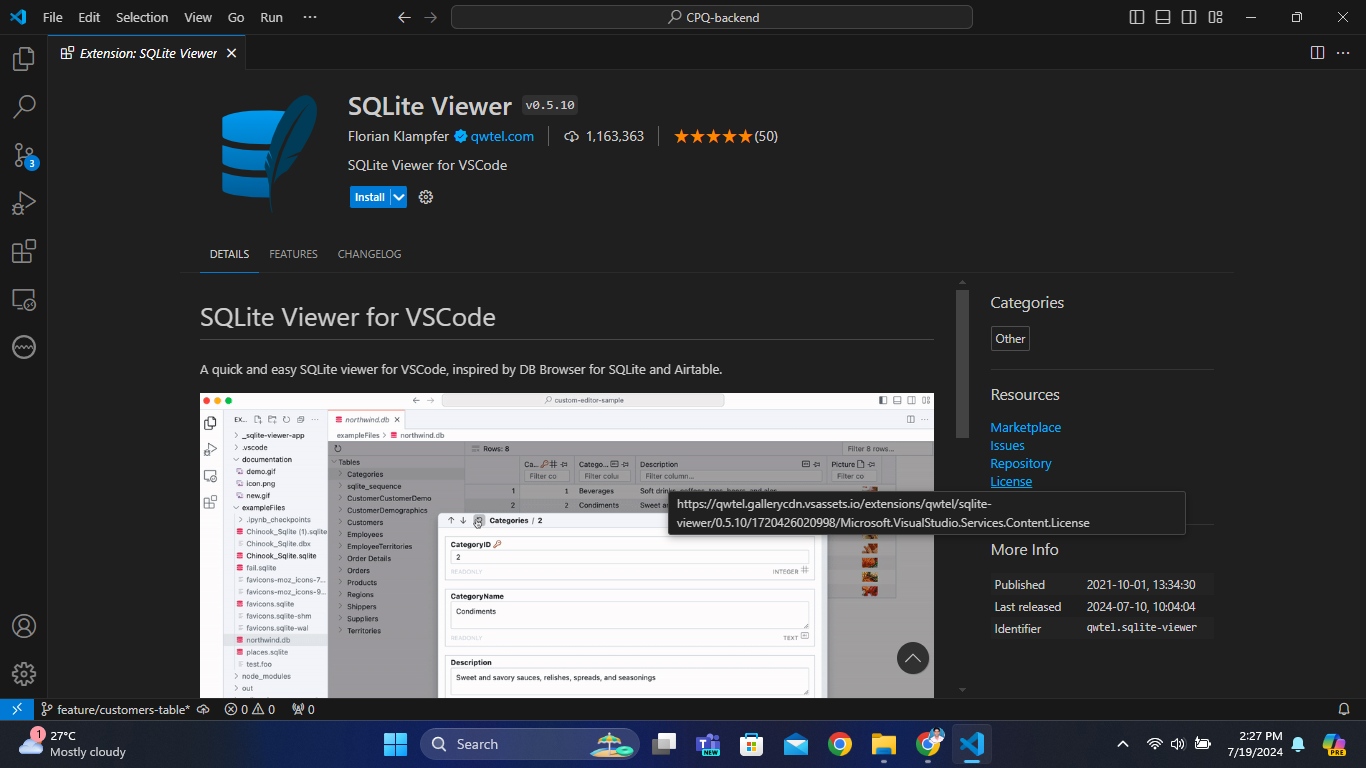 File Edit Selection View Go Run ···
CPQ-backend
Extension: SQLite Viewer
SQLite Viewer v0.5.10
Florian Klampfer qwtel.com 1,163,363 (50)
SQLite Viewer for VSCode
Install
DETAILS FEATURES CHANGELOG
SQLite Viewer for VSCode
A quick and easy SQLite viewer for VSCode, inspired by DB Browser for SQLite and Airtable.
custom-editor-sample
EX...
northwind.db
exampleFiles > northwind.db
_sqlite-viewer-app
.vscode
documentation
demo.gif
icon.png
new.gif
exampleFiles
.ipynb_checkpoints
Chinook_Sqlite (1).sqlite
Chinook_Sqlite.dbx
Chinook_Sqlite.sqlite
fail.sqlite
favicons-moz_icons-7...
favicons-moz_icons-9...
favicons.sqlite
favicons.sqlite-shm
favicons.sqlite-wal
northwind.db
places.sqlite
test.foo
node_modules
out
Tables
Categories
sqlite_sequence
CustomerCustomerDemo
CustomerDemographics
Customers
Employees
EmployeeTerritories
Order Details
Orders
Products
Regions
Shippers
Suppliers
Territories
Rows: 8
Filter 8 rows...
Ca... Catego... Description Picture
Filter co Filter colu Filter column... Filter co
1 1 Beverages Soft drinks, coffees, teas, beers, and ales
2 2 Condiments Sweet a
Categories / 2
CategoryID
2
READONLY INTEGER
CategoryName
Condiments
READONLY TEXT
Description
Sweet and savory sauces, relishes, spreads, and seasonings
Categories
Other
Resources
Marketplace
Issues
Repository
License
https://qwtel.gallerycdn.vsassets.io/extensions/qwtel/sqlite-
viewer/0.5.10/1720426020998/Microsoft.VisualStudio.Services.Content.License
More Info
Published 2021-10-01, 13:34:30
Last released 2024-07-10, 10:04:04
Identifier qwtel.sqlite-viewer
3
feature/customers-table* 0 0 0
1
27°C
Mostly cloudy
Search
NEW
2:27 PM
7/19/2024
PRE